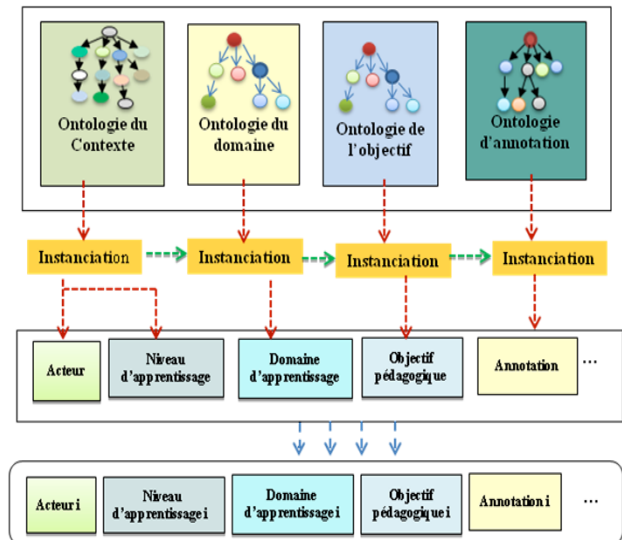 Ontologie du
Contexte
Ontologie du
domaine
Ontologie de
l'objectif
Ontologie
d'annotation
Instanciation
Instanciation
Instanciation
Instanciation
Acteur
Niveau
d'apprentissage
Domaine
d'apprentissage
Objectif
pédagogique
Annotation
...
Acteur i
Niveau
d'apprentissage i
Domaine
d'apprentissage i
Objectif
pédagogique i
Annotation i
...